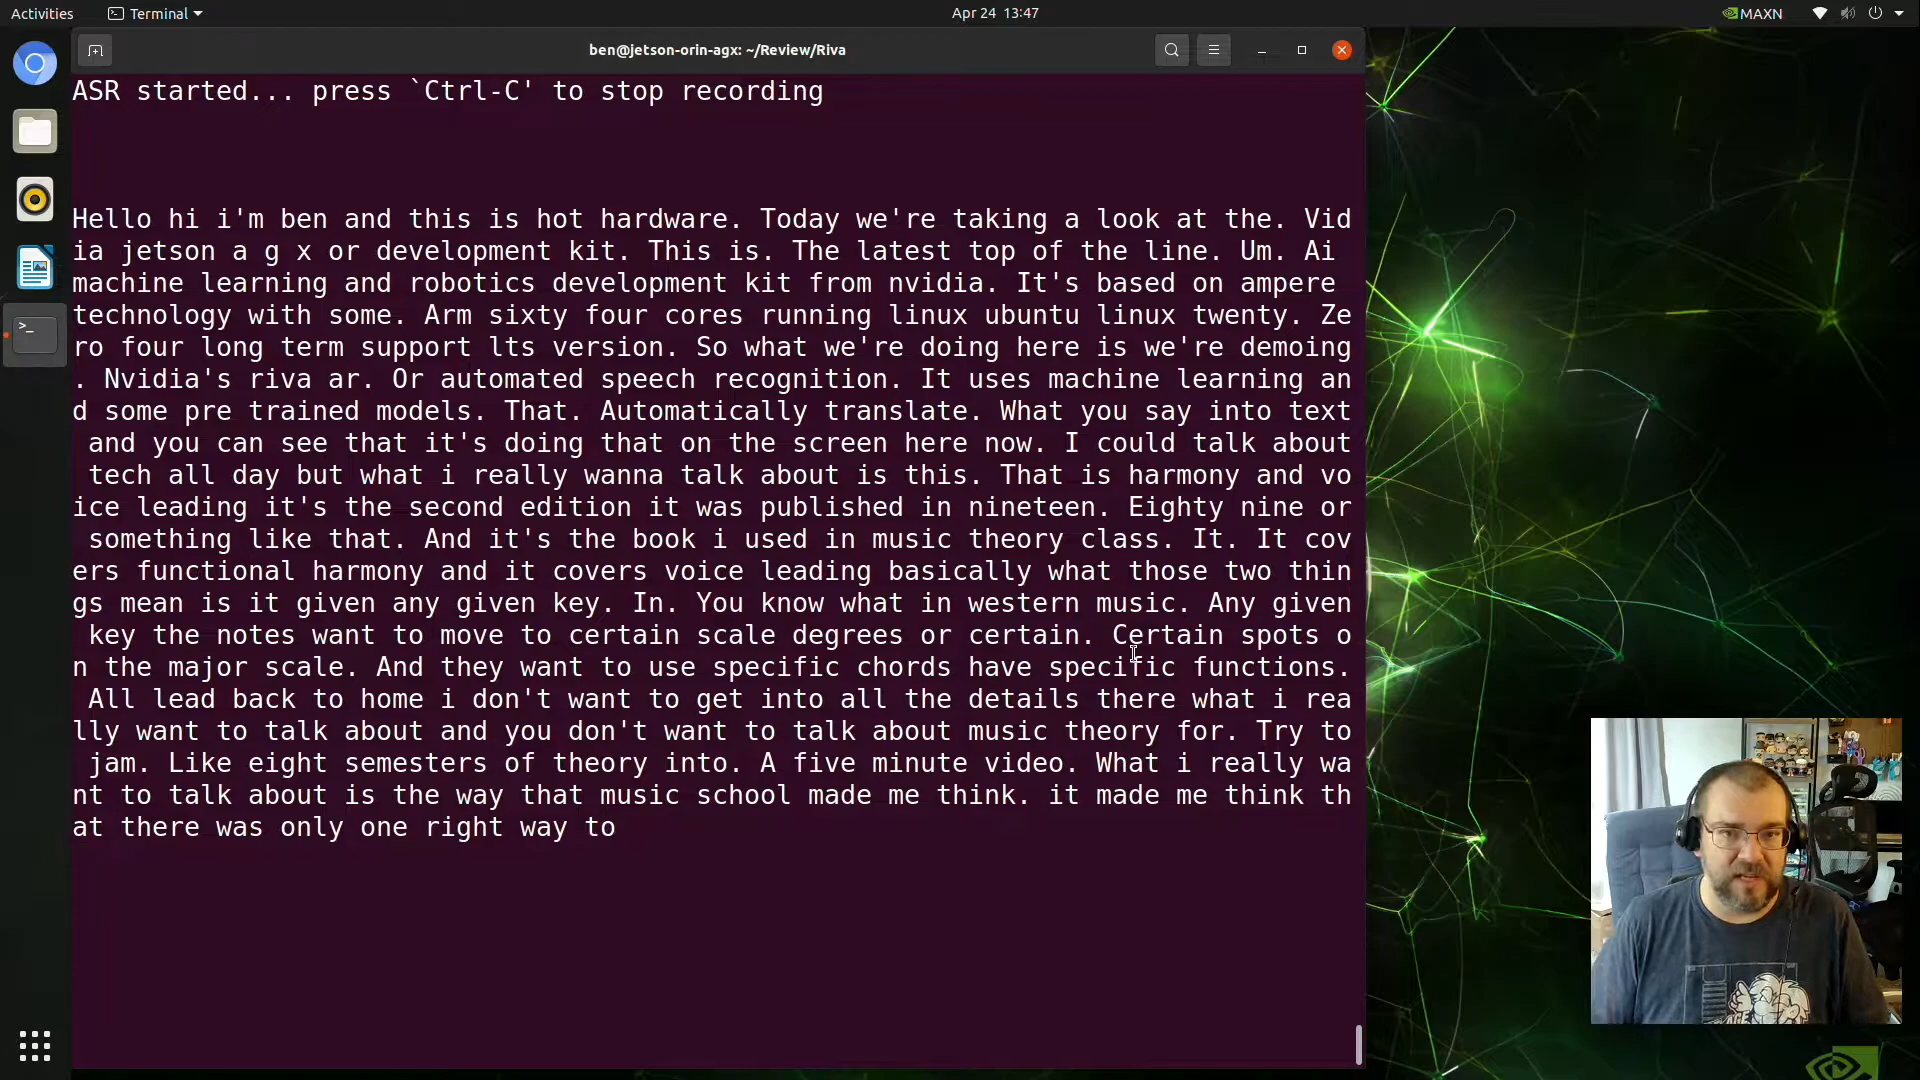 Activities Terminal Apr 24 13:47 MAXN
ben@jetson-orin-agx: ~/Review/Riva
ASR started... press `Ctrl-C' to stop recording
Hello hi i'm ben and this is hot hardware. Today we're taking a look at the. Vid
ia jetson a g x or development kit. This is. The latest top of the line. Um. Ai
machine learning and robotics development kit from nvidia. It's based on ampere
technology with some. Arm sixty four cores running linux ubuntu linux twenty. Ze
ro four long term support lts version. So what we're doing here is we're demoing
. Nvidia's riva ar. Or automated speech recognition. It uses machine learning an
d some pre trained models. That. Automatically translate. What you say into text
and you can see that it's doing that on the screen here now. I could talk about
tech all day but what i really wanna talk about is this. That is harmony and vo
ice leading it's the second edition it was published in nineteen. Eighty nine or
something like that. And it's the book i used in music theory class. It. It cov
ers functional harmony and it covers voice leading basically what those two thin
gs mean is it given any given key. In. You know what in western music. Any given
key the notes want to move to certain scale degrees or certain. Certain spots o
n the major scale. And they want to use specific chords have specific functions.
All lead back to home i don't want to get into all the details there what i rea
lly want to talk about and you don't want to talk about music theory for. Try to
jam. Like eight semesters of theory into. A five minute video. What i really wa
nt to talk about is the way that music school made me think. it made me think th
at there was only one right way to